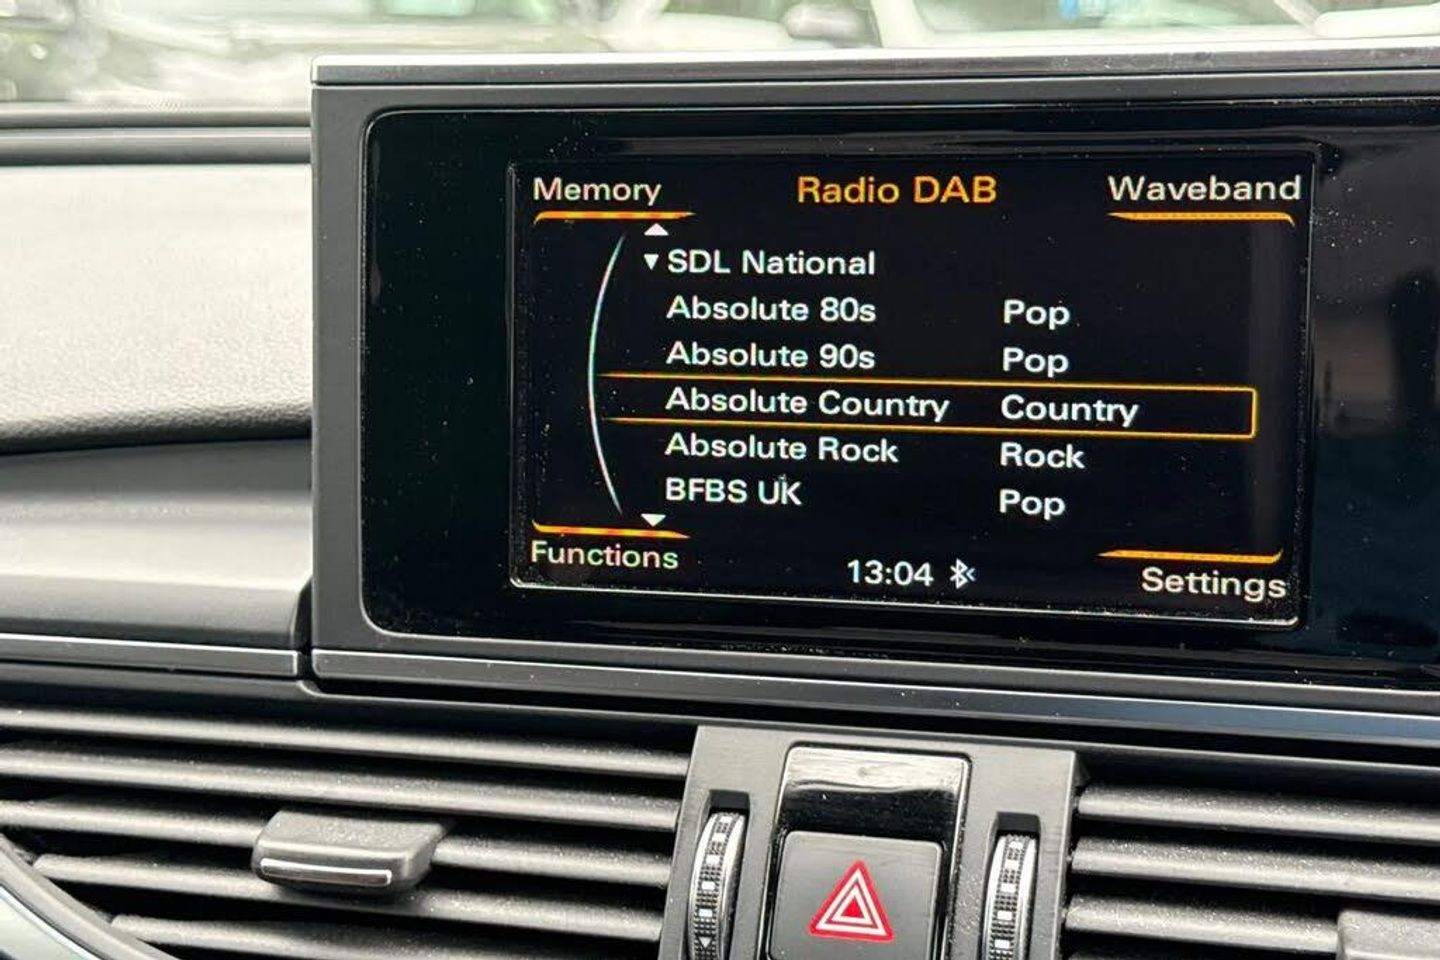 Memory Radio DAB Waveband
SDL National
Absolute 80s Pop
Absolute 90s Pop
Absolute Country Country
Absolute Rock Rock
BFBS UK Pop
Functions 13:04 Settings